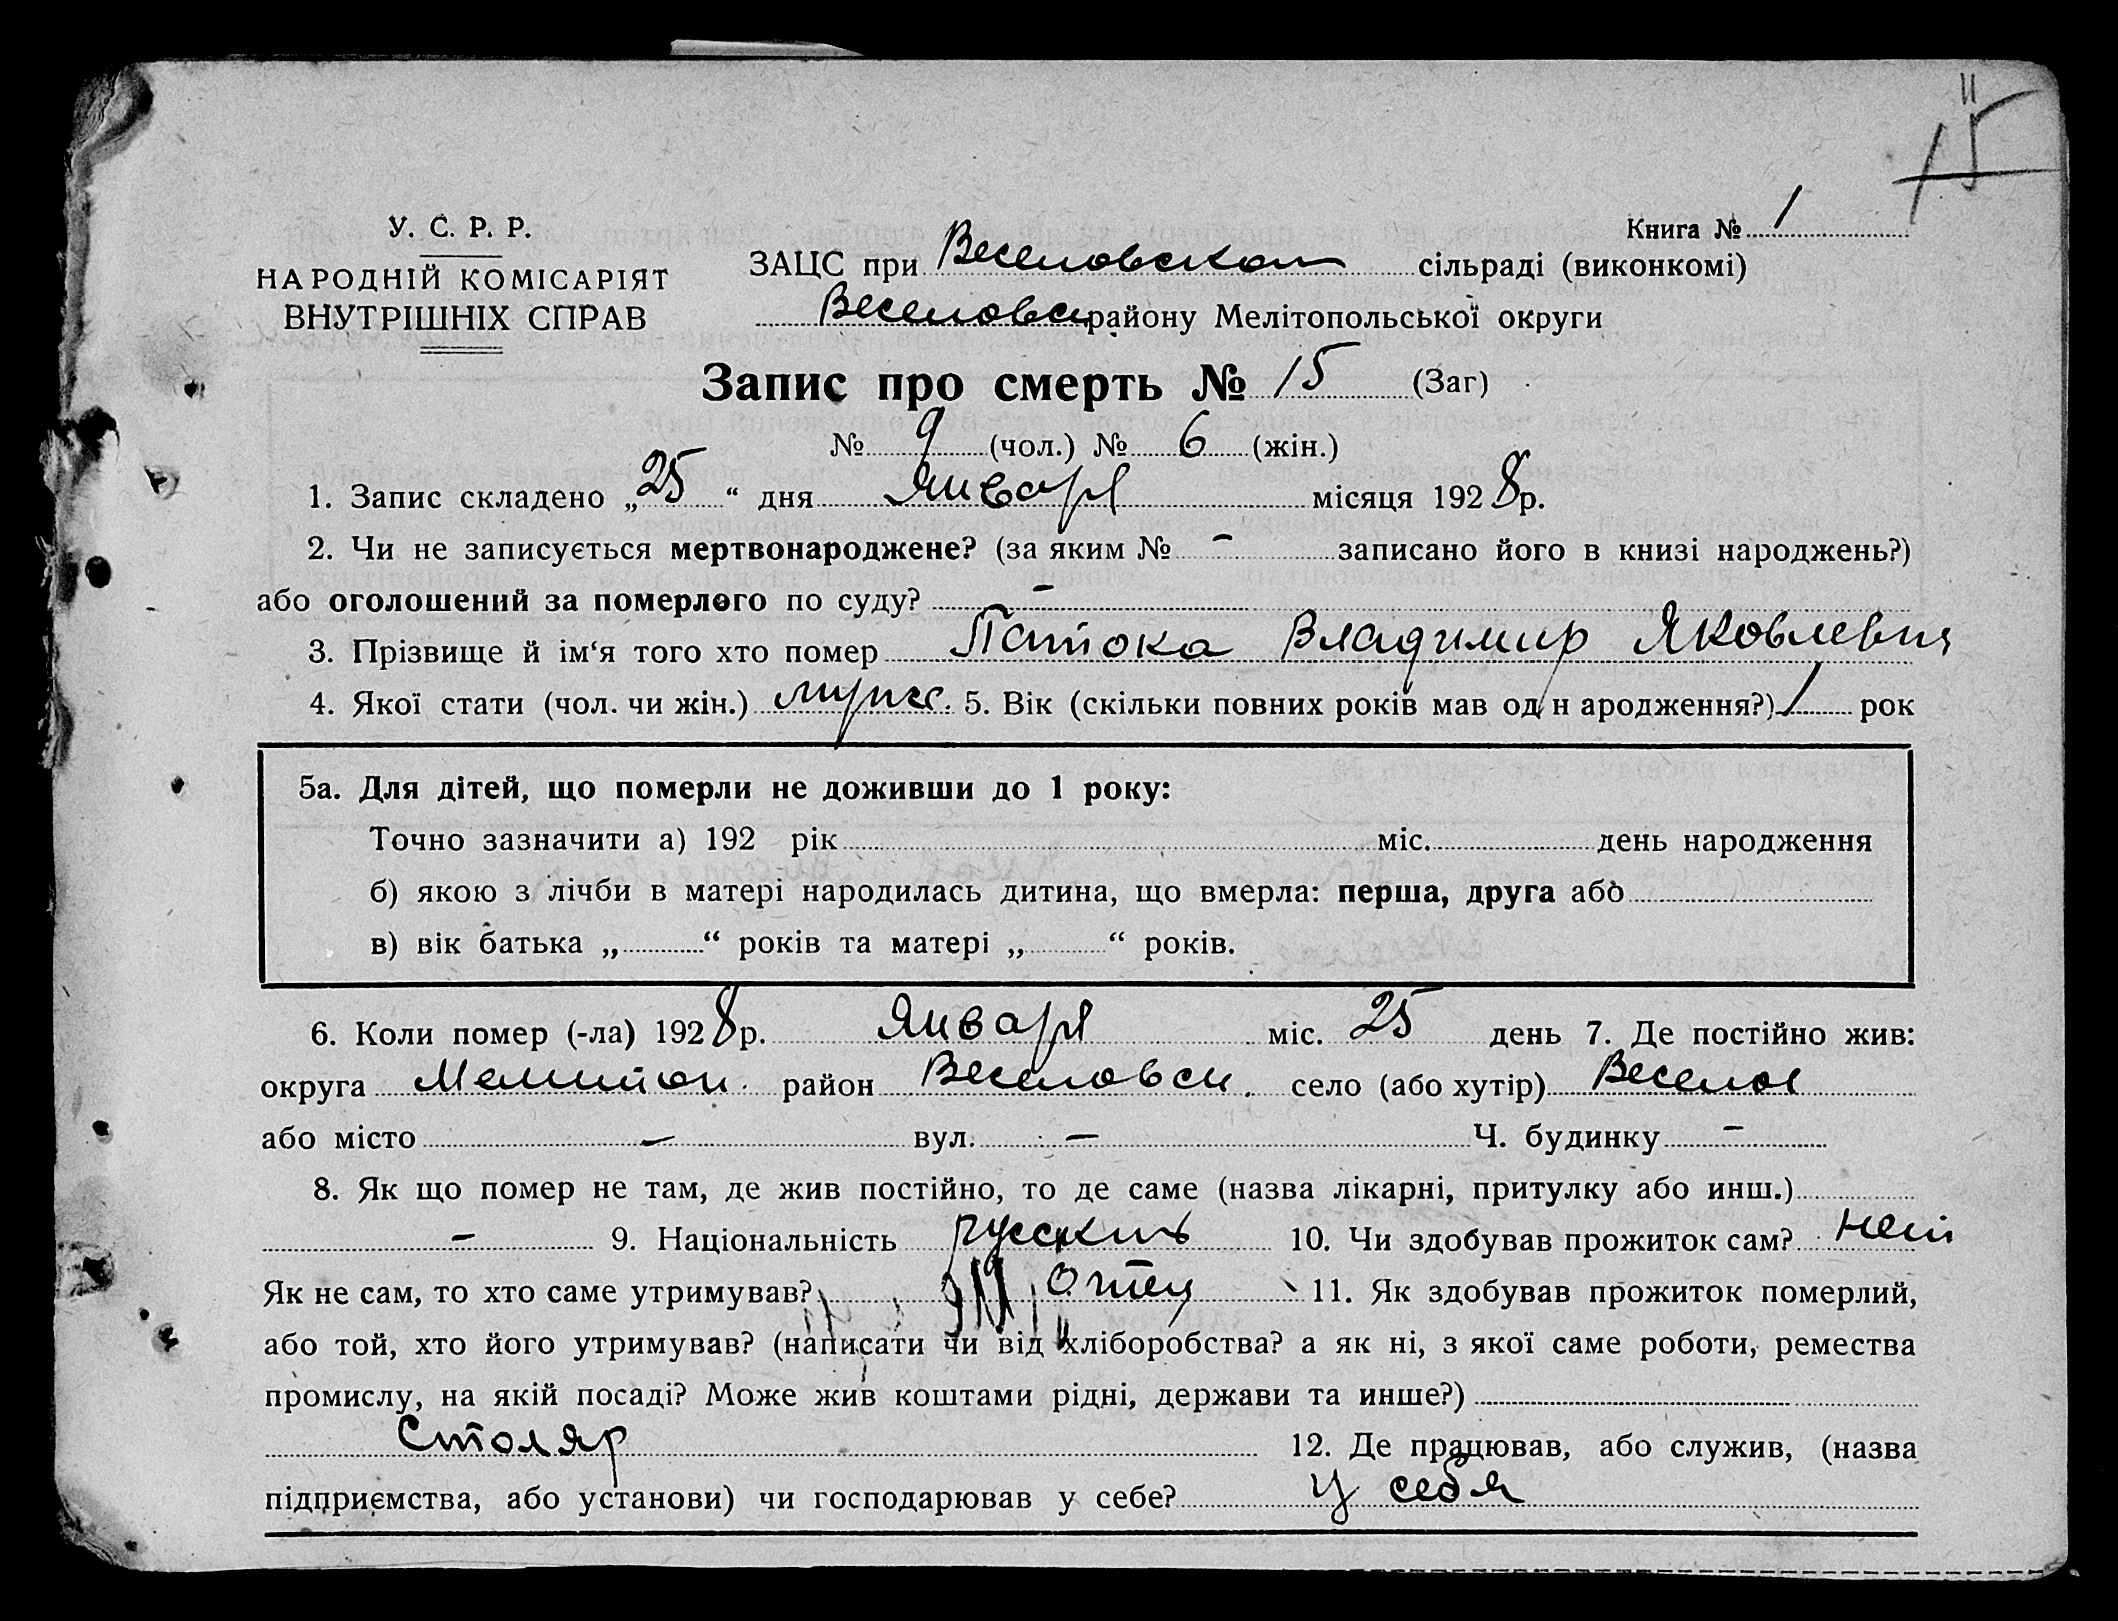 11
15
У. С. Р. Р.
НАРОДНІЙ КОМІСАРІЯТ
ВНУТРІШНІХ СПРАВ
Книга № 1
ЗАЦС при Веселовском сільраді (виконкомі)
Веселовск району Мелітопольської округи
Запис про смерть № 15 (Заг)
№ 9 (чол.) № 6 (жін.)
1. Запис складено „25“ дня Января місяця 1928 р.
2. Чи не записується мертвонароджене? (за яким № - записано його в книзі народжень?)
або оголошений за померлого по суду? -
3. Прізвище й ім‘я того хто помер Патока Владимир Яковлевич
4. Якої стати (чол. чи жін.) мужс. 5. Вік (скільки повних років мав од н ародження?) 1 рок
5а. Для дітей, що померли не доживши до 1 року:
Точно зазначити а) 192 рік міс. день народження
б) якою з лічби в матері народилась дитина, що вмерла: перша, друга або
в) вік батька „ “ років та матері „ “ років.
6. Коли помер (-ла) 1928 р. Января міс. 25 день 7. Де постійно жив:
округа Мелитоп. район Веселовск. село (або хутір) Веселое
або місто - вул. - Ч. будинку -
8. Як що помер не там, де жив постійно, то де саме (назва лікарні, притулку або инш.)
- 9. Національність русский 10. Чи здобував прожиток сам? нет
Як не сам, то хто саме утримував? отец 11. Як здобував прожиток померлий,
або той, хто його утримував? (написати чи від хліборобства? а як ні, з якої саме роботи, ремества
промислу, на якій посаді? Може жив коштами рідні, держави та инше?)
Столяр 12. Де працював, або служив, (назва
підприємства, або установи) чи господарював у себе? у себя